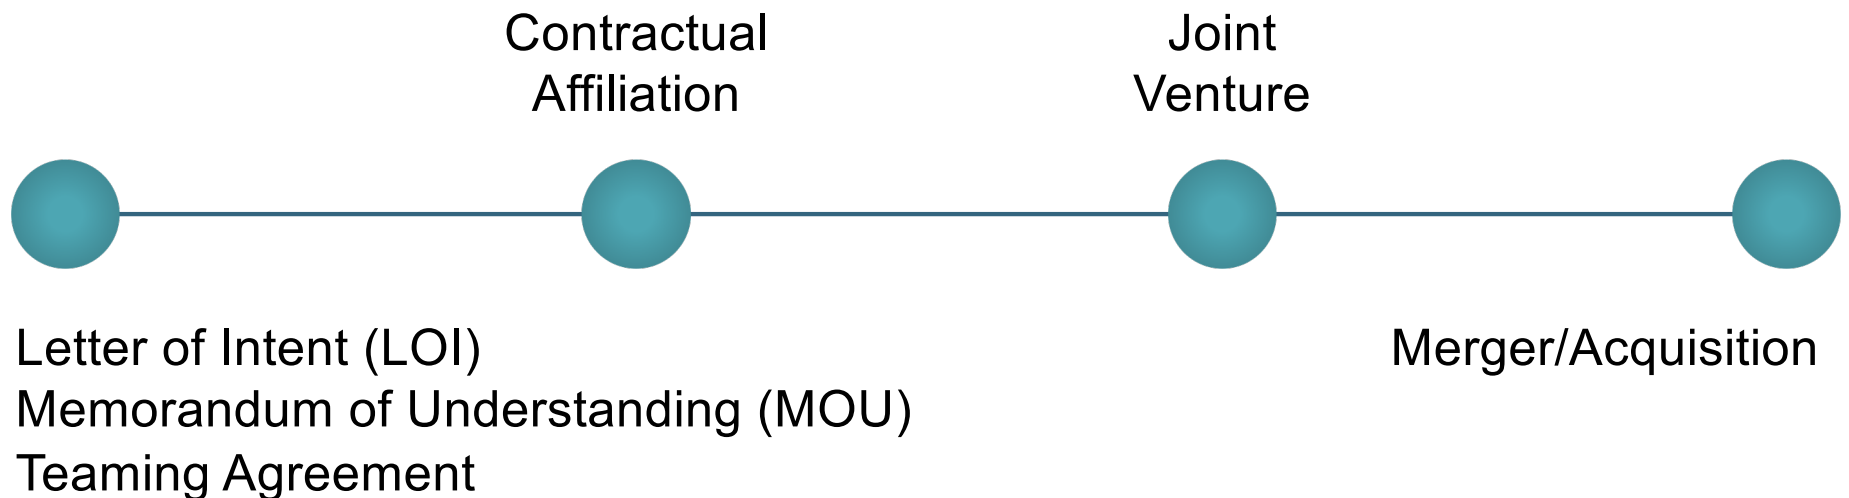 Contractual
Affiliation
Joint
Venture
Letter of Intent (LOI)
Memorandum of Understanding (MOU)
Teaming Agreement
Merger/Acquisition